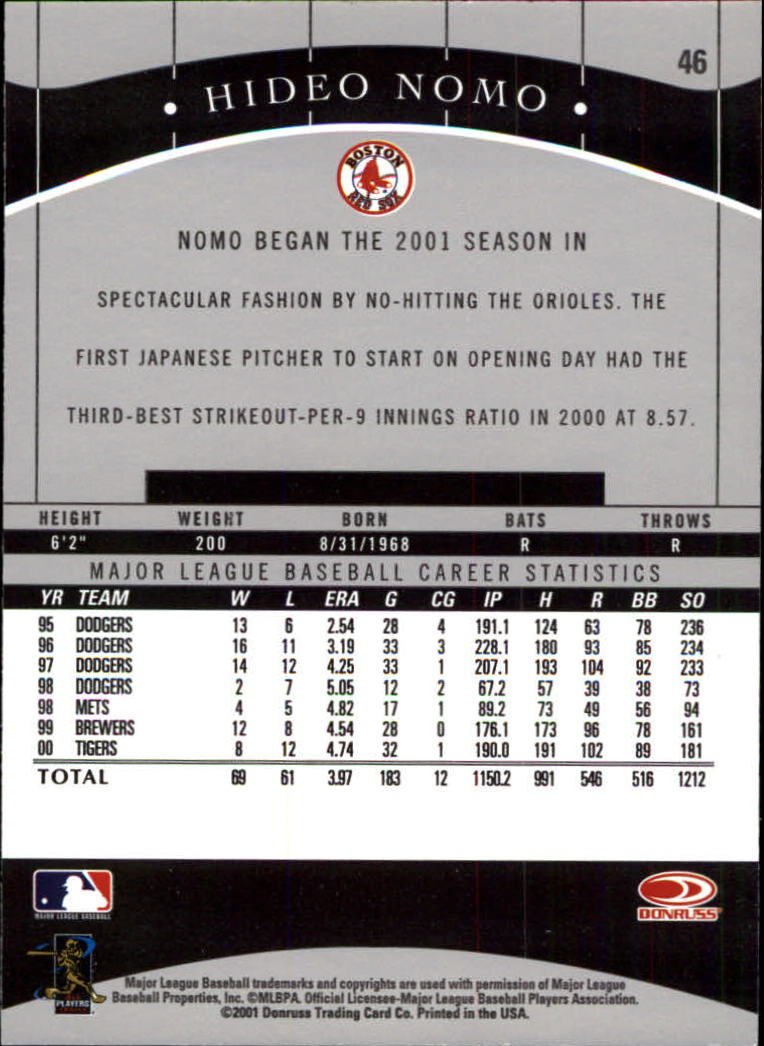 46
HIDEO NOMO
BOSTON
RED SOX
NOMO BEGAN THE 2001 SEASON IN
SPECTACULAR FASHION BY NO-HITTING THE ORIOLES. THE
FIRST JAPANESE PITCHER TO START ON OPENING DAY HAD THE
THIRD-BEST STRIKEOUT-PER-9 INNINGS RATIO IN 2000 AT 8.57.
HEIGHT WEIGHT BORN BATS THROWS
6'2" 200 8/31/1968 R R
MAJOR LEAGUE BASEBALL CAREER STATISTICS
YR TEAM W L ERA G CG IP H R BB SO
95 DODGERS 13 6 2.54 28 4 191.1 124 63 78 236
96 DODGERS 16 11 3.19 33 3 228.1 180 93 85 234
97 DODGERS 14 12 4.25 33 1 207.1 193 104 92 233
98 DODGERS 2 7 5.05 12 2 67.2 57 39 38 73
98 METS 4 5 4.82 17 1 89.2 73 49 56 94
99 BREWERS 12 8 4.54 28 0 176.1 173 96 78 161
00 TIGERS 8 12 4.74 32 1 190.0 191 102 89 181
TOTAL 69 61 3.97 183 12 1150.2 991 546 516 1212
MAJOR LEAGUE BASEBALL
DONRUSS
PLAYERS
Major League Baseball trademarks and copyrights are used with permission of Major League
Baseball Properties, Inc. ©MLBPA. Official Licensee-Major League Baseball Players Association.
©2001 Donruss Trading Card Co. Printed in the USA.